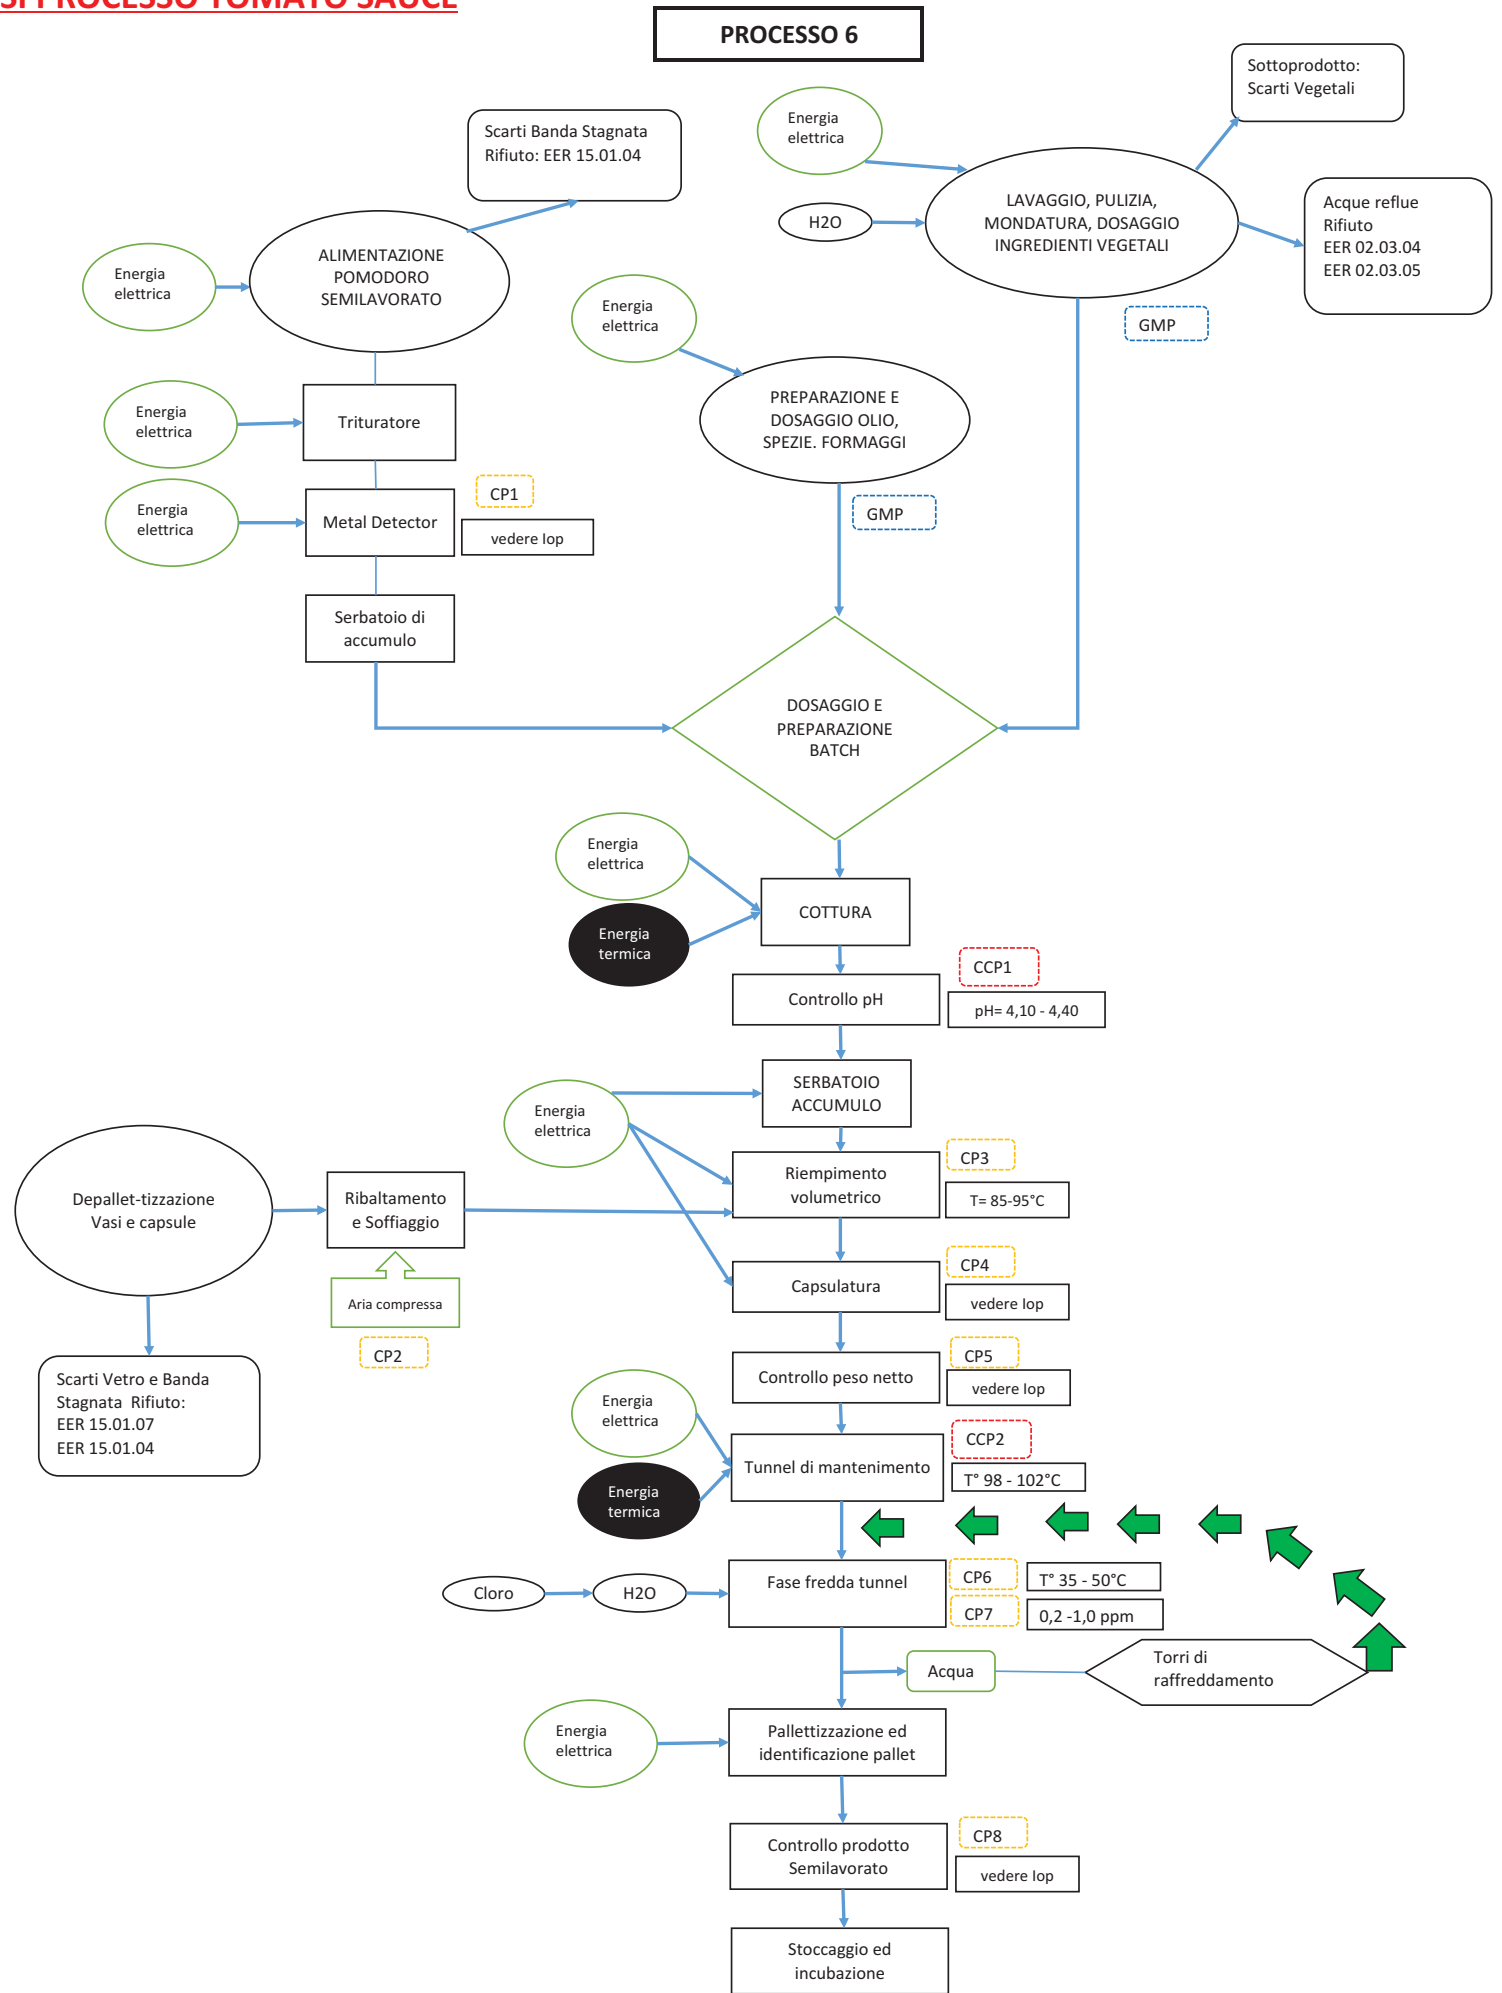 SI PROCESSO TOMATO SAUCE
PROCESSO 6
Sottoprodotto:
Scarti Vegetali
Scarti Banda Stagnata
Rifiuto: EER 15.01.04
Energia
elettrica
LAVAGGIO, PULIZIA,
MONDATURA, DOSAGGIO
INGREDIENTI VEGETALI
H2O
Acque reflue
Rifiuto
EER 02.03.04
EER 02.03.05
ALIMENTAZIONE
POMODORO
SEMILAVORATO
Energia
elettrica
Energia
elettrica
GMP
Trituratore
Energia
elettrica
PREPARAZIONE E
DOSAGGIO OLIO,
SPEZIE. FORMAGGI
CP1
Metal Detector
vedere Iop
Energia
elettrica
GMP
Serbatoio di
accumulo
DOSAGGIO E
PREPARAZIONE
BATCH
Energia
elettrica
COTTURA
Energia
termica
CCP1
Controllo pH
pH= 4,10 - 4,40
SERBATOIO
ACCUMULO
Energia
elettrica
CP3
Riempimento
volumetrico
T= 85-95°C
Depallet-tizzazione
Vasi e capsule
Ribaltamento
e Soffiaggio
CP4
Capsulatura
vedere Iop
Aria compressa
CP2
CP5
Controllo peso netto
vedere Iop
Scarti Vetro e Banda
Stagnata  Rifiuto:
EER 15.01.07
EER 15.01.04
Energia
elettrica
CCP2
Tunnel di mantenimento
T° 98 - 102°C
Energia
termica
Fase fredda tunnel
CP6
T° 35 - 50°C
Cloro
H2O
CP7
0,2 -1,0 ppm
Acqua
Torri di
raffreddamento
Energia
elettrica
Pallettizzazione ed
identificazione pallet
CP8
Controllo prodotto
Semilavorato
vedere Iop
Stoccaggio ed
incubazione